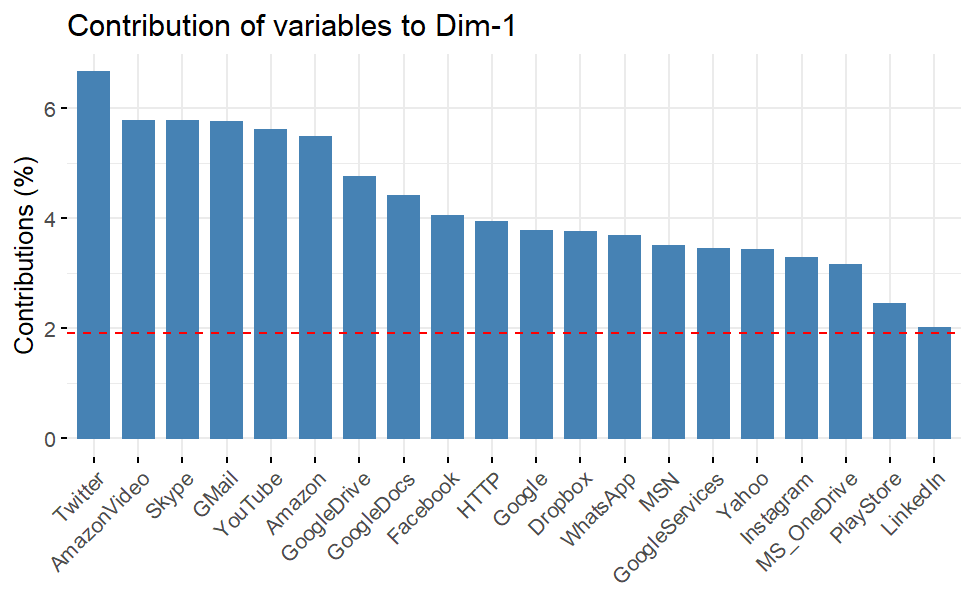 Contribution of variables to Dim-1
Contributions (%)
6
4
2
0
Twitter
AmazonVideo
Skype
GMail
YouTube
Amazon
GoogleDrive
GoogleDocs
Facebook
HTTP
Google
Dropbox
WhatsApp
MSN
GoogleServices
Yahoo
Instagram
MS_OneDrive
PlayStore
LinkedIn